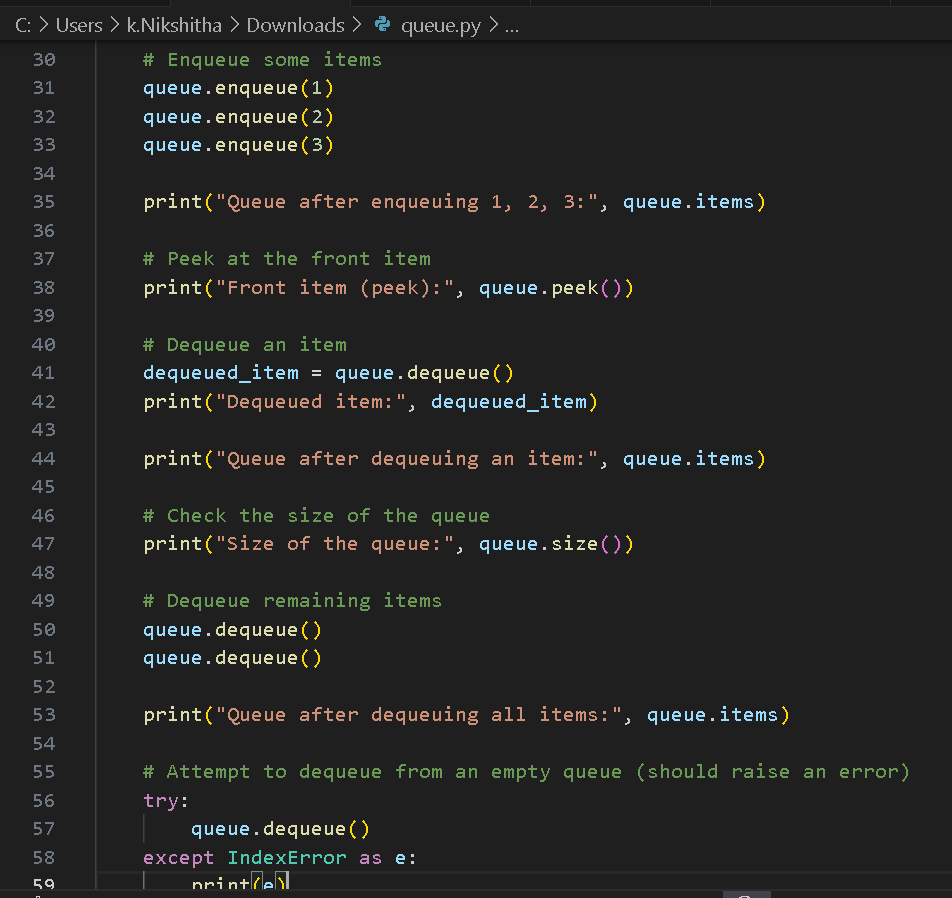 C: > Users > k.Nikshitha > Downloads > queue.py > ...
30 # Enqueue some items
31 queue.enqueue(1)
32 queue.enqueue(2)
33 queue.enqueue(3)
34
35 print("Queue after enqueuing 1, 2, 3:", queue.items)
36
37 # Peek at the front item
38 print("Front item (peek):", queue.peek())
39
40 # Dequeue an item
41 dequeued_item = queue.dequeue()
42 print("Dequeued item:", dequeued_item)
43
44 print("Queue after dequeuing an item:", queue.items)
45
46 # Check the size of the queue
47 print("Size of the queue:", queue.size())
48
49 # Dequeue remaining items
50 queue.dequeue()
51 queue.dequeue()
52
53 print("Queue after dequeuing all items:", queue.items)
54
55 # Attempt to dequeue from an empty queue (should raise an error)
56 try:
57 queue.dequeue()
58 except IndexError as e:
59 print(e)